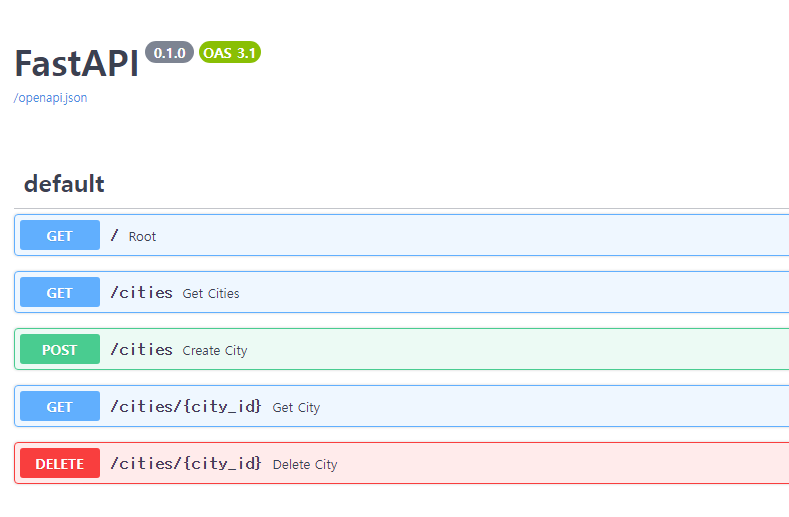 FastAPI 0.1.0 OAS 3.1
/openapi.json
default
GET / Root
GET /cities Get Cities
POST /cities Create City
GET /cities/{city_id} Get City
DELETE /cities/{city_id} Delete City